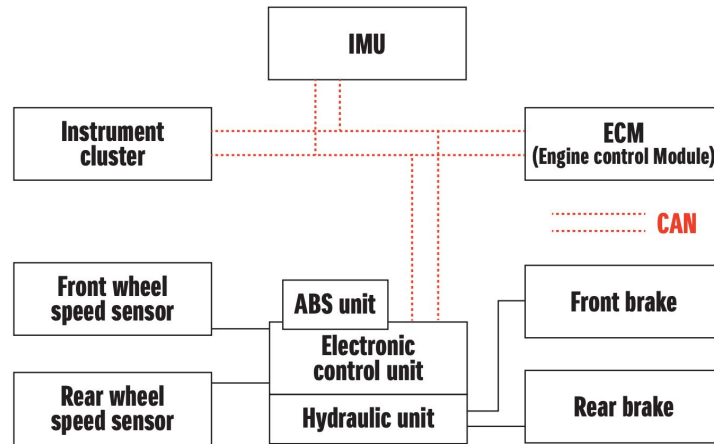 IMU
Instrument
cluster
ECM
(Engine control Module)
CAN
Front wheel
speed sensor
ABS unit
Electronic
control unit
Front brake
Rear wheel
speed sensor
Hydraulic unit
Rear brake